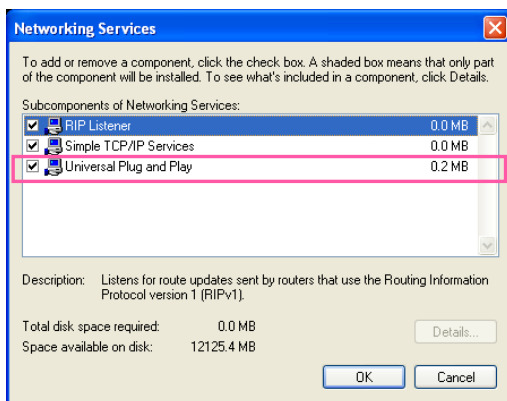 Networking Services
To add or remove a component, click the check box. A shaded box means that only part
of the component will be installed. To see what's included in a component, click Details.
Subcomponents of Networking Services:
RIP Listener 0.0 MB
Simple TCP/IP Services 0.0 MB
Universal Plug and Play 0.2 MB
Description: Listens for route updates sent by routers that use the Routing Information
Protocol version 1 (RIPv1).
Total disk space required: 0.0 MB
Details...
Space available on disk: 12125.4 MB
OK Cancel